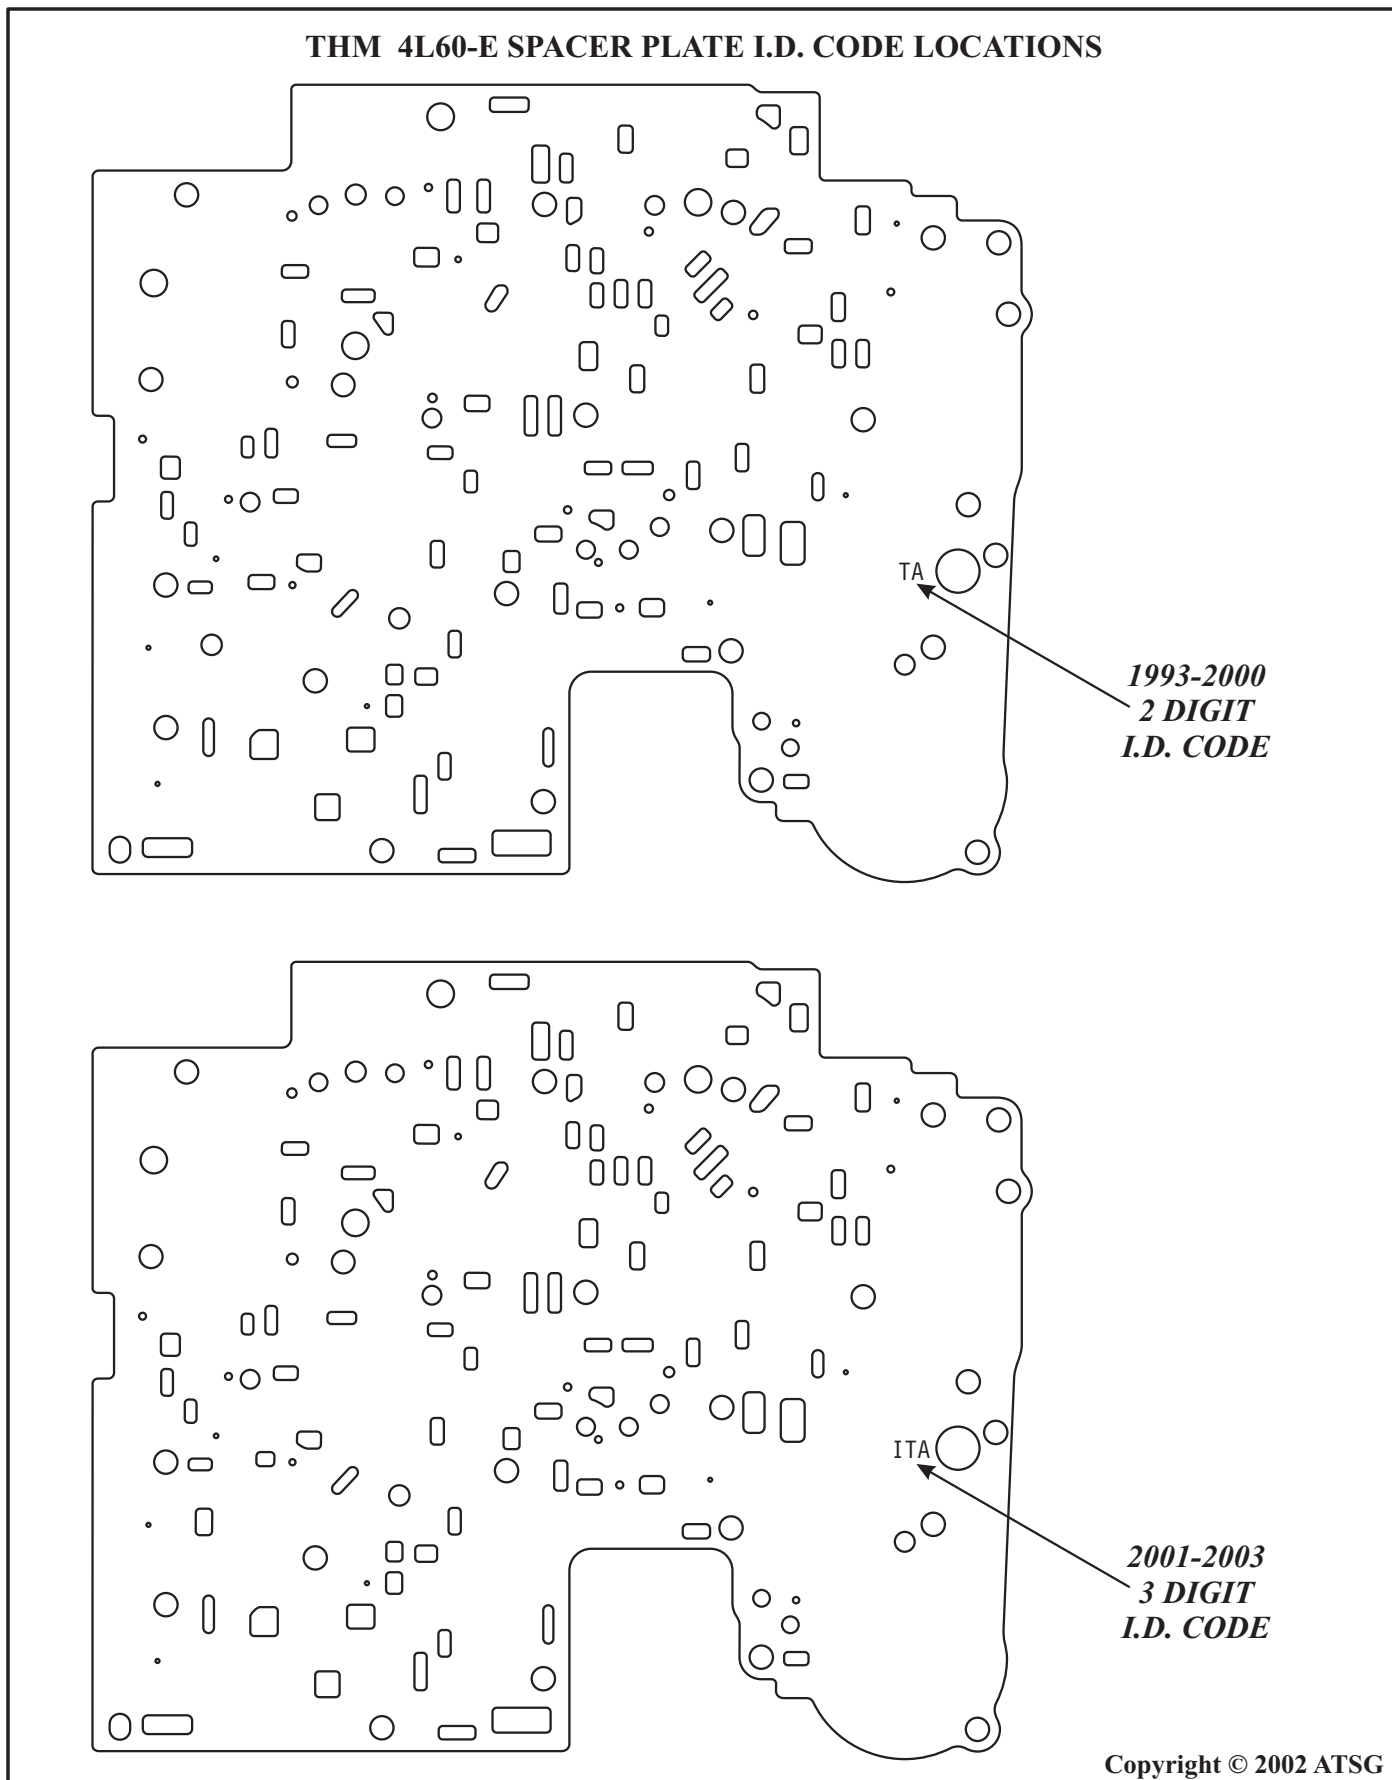 THM 4L60-E SPACER PLATE I.D. CODE LOCATIONS
TA
1993-2000
2 DIGIT
I.D. CODE
ITA
2001-2003
3 DIGIT
I.D. CODE
Copyright © 2002 ATSG